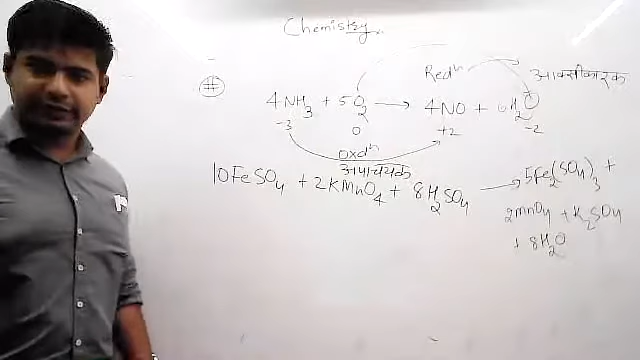 Chemistry
Redⁿ आक्सीकारक
# 4NH₃ + 5O₂ → 4NO + 6H₂O
-3 0 +2 -2
oxdⁿ
अपचायक
10FeSO₄ + 2KMnO₄ + 8H₂SO₄ → 5Fe₂(SO₄)₃ +
2mnO₄ + K₂SO₄
+ 8H₂O